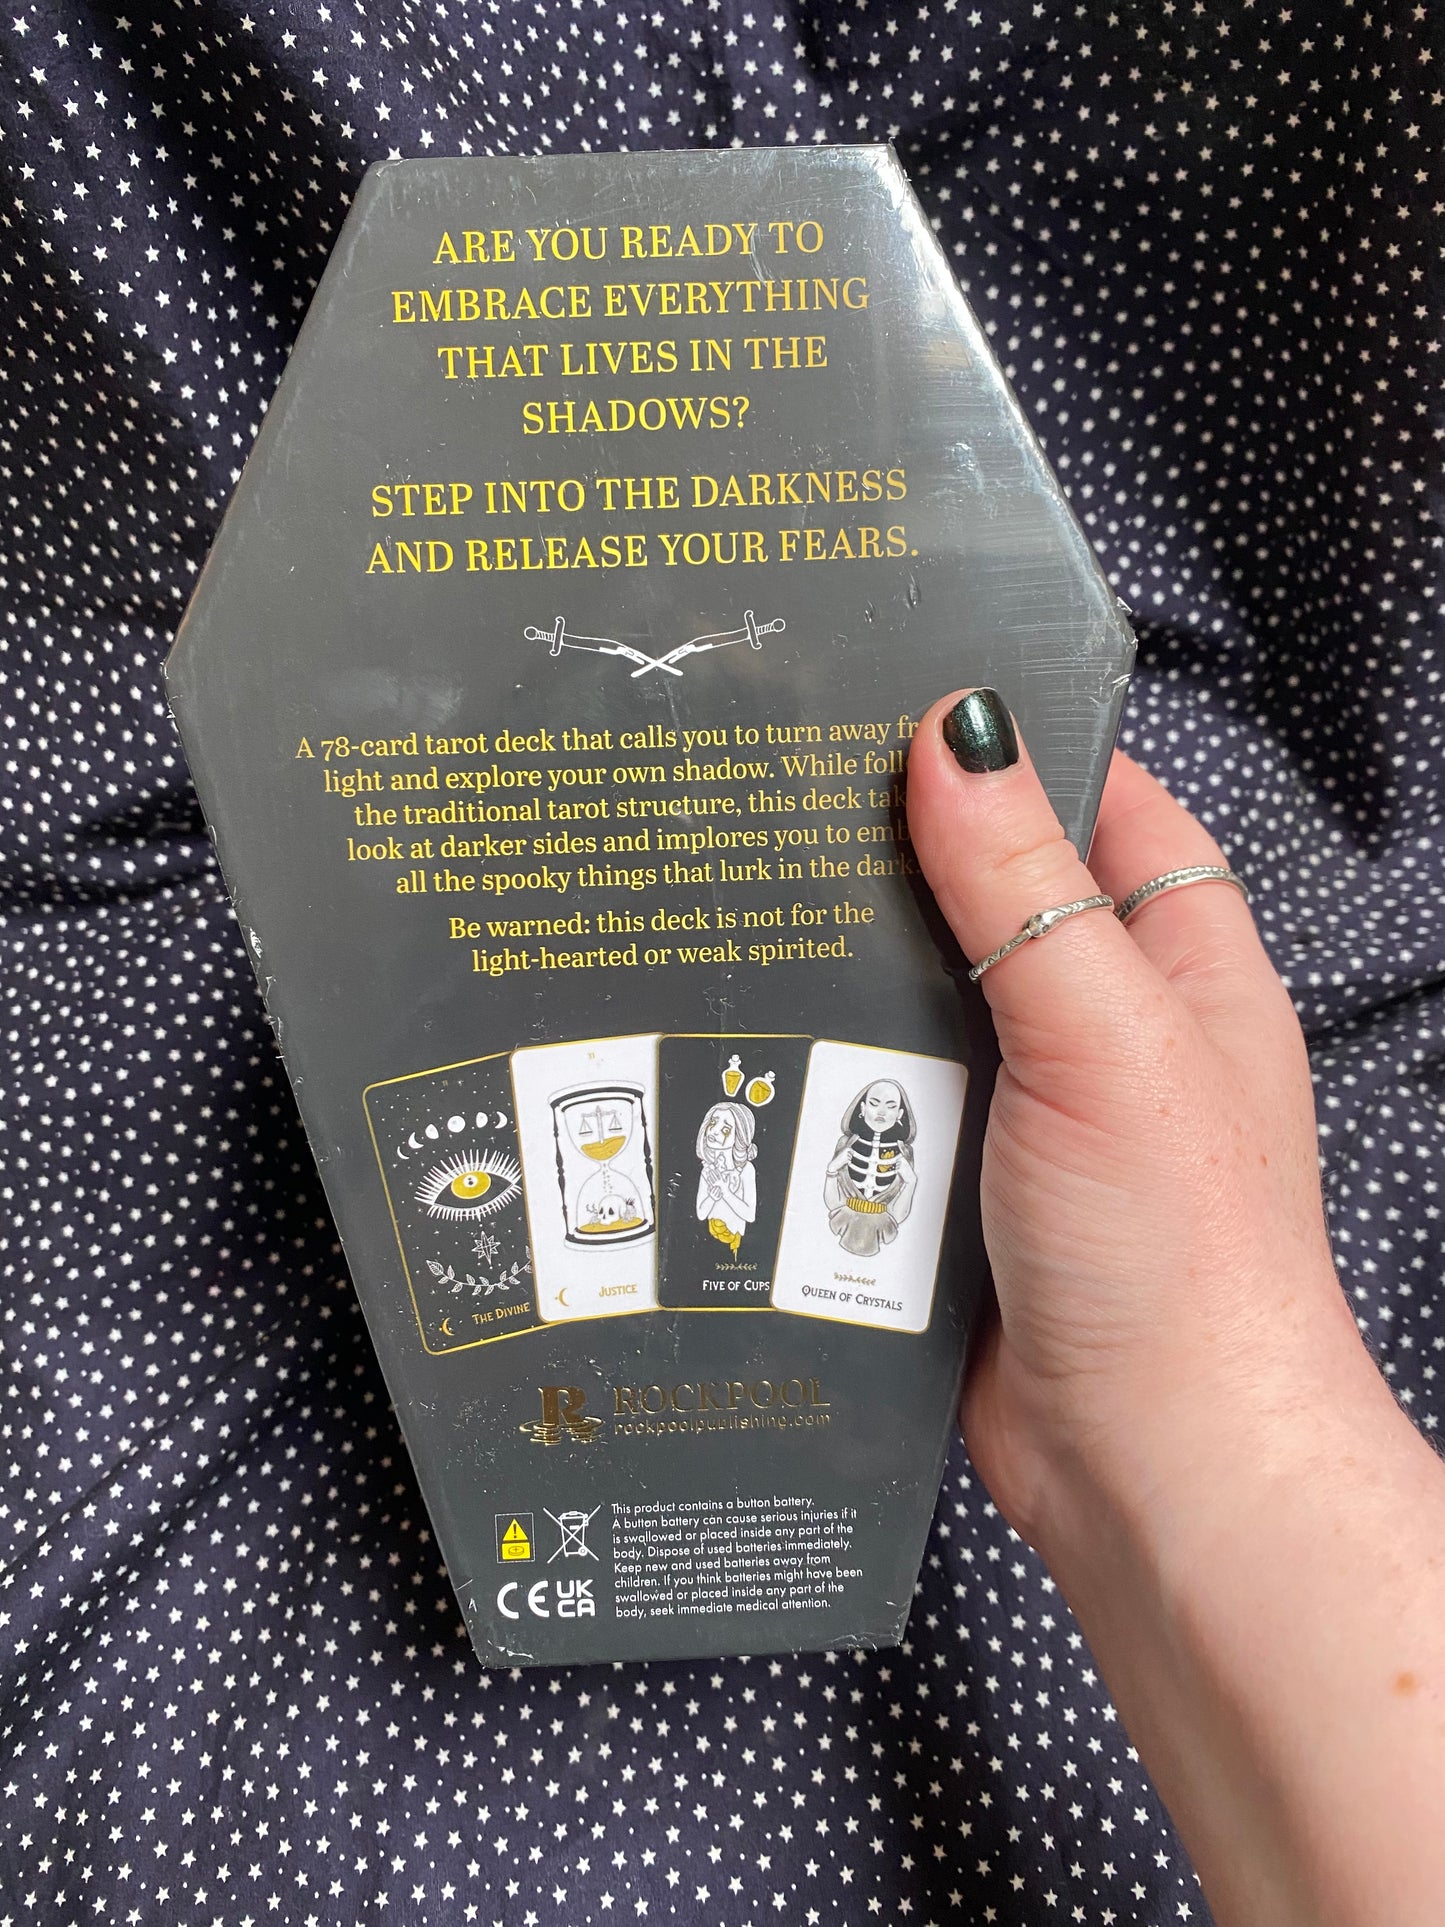 ARE YOU READY TO
EMBRACE EVERYTHING
THAT LIVES IN THE
SHADOWS?
STEP INTO THE DARKNESS
AND RELEASE YOUR FEARS.
A 78-card tarot deck that calls you to turn away
light and explore your own shadow. While
the traditional tarot structure, this deck
look at darker sides and implores you to
all the spooky things that lurk in the dark.
Be warned: this deck is not for the
light-hearted or weak spirited.
II
THE DIVINE
XI
JUSTICE
FIVE OF CUPS
QUEEN OF CRYSTALS
R ROCKPOOL
rockpoolpublishing.com
This product contains a button battery.
A button battery can cause serious injuries if it
is swallowed or placed inside any part of the
body. Dispose of used batteries immediately.
Keep new and used batteries away from
children. If you think batteries might have been
swallowed or placed inside any part of the
body, seek immediate medical attention.
CE UK
CA